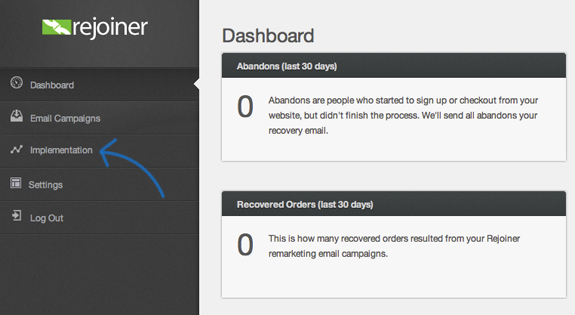 rejoiner
Dashboard
Email Campaigns
Implementation
Settings
Log Out
Dashboard
Abandons (last 30 days)
0
Abandons are people who started to sign up or checkout from your
website, but didn't finish the process. We'll send all abandons your
recovery email.
Recovered Orders (last 30 days)
0
This is how many recovered orders resulted from your Rejoiner
remarketing email campaigns.